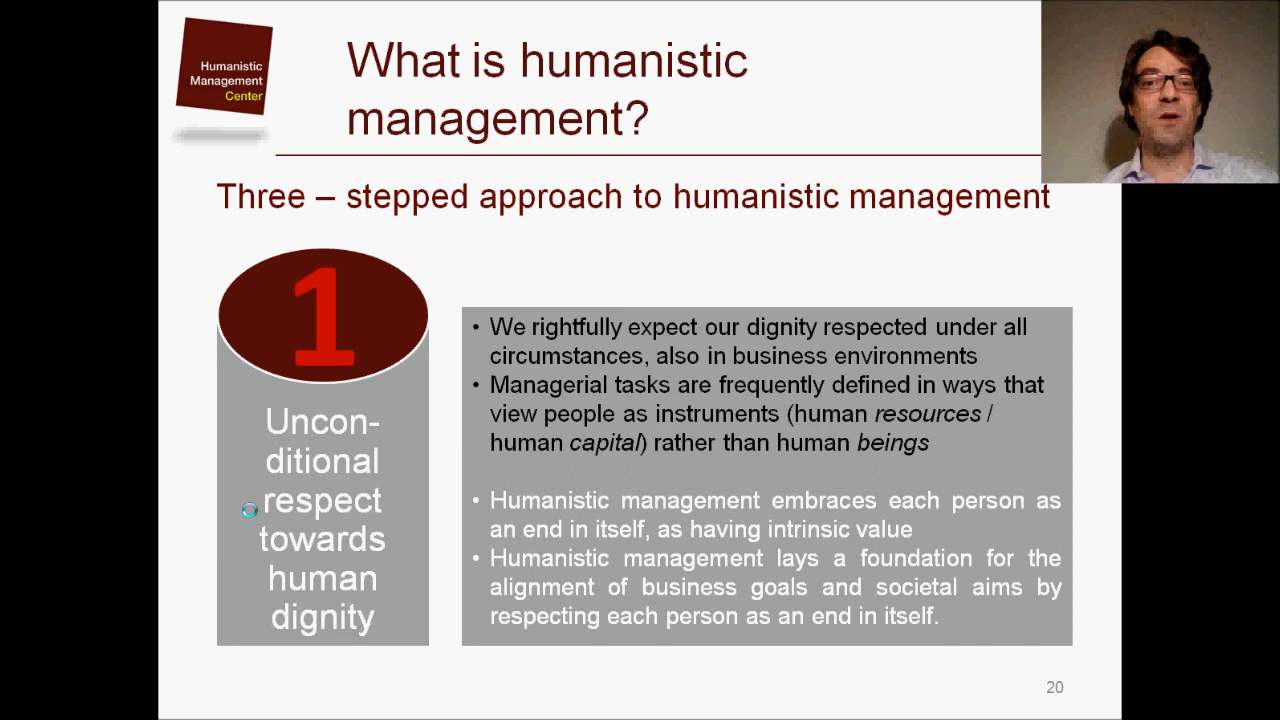 Humanistic
Management
Center
What is humanistic
management?
Three – stepped approach to humanistic management
1
Uncon-
ditional
respect
towards
human
dignity
• We rightfully expect our dignity respected under all
circumstances, also in business environments
• Managerial tasks are frequently defined in ways that
view people as instruments (human resources /
human capital) rather than human beings
• Humanistic management embraces each person as
an end in itself, as having intrinsic value
• Humanistic management lays a foundation for the
alignment of business goals and societal aims by
respecting each person as an end in itself.
20